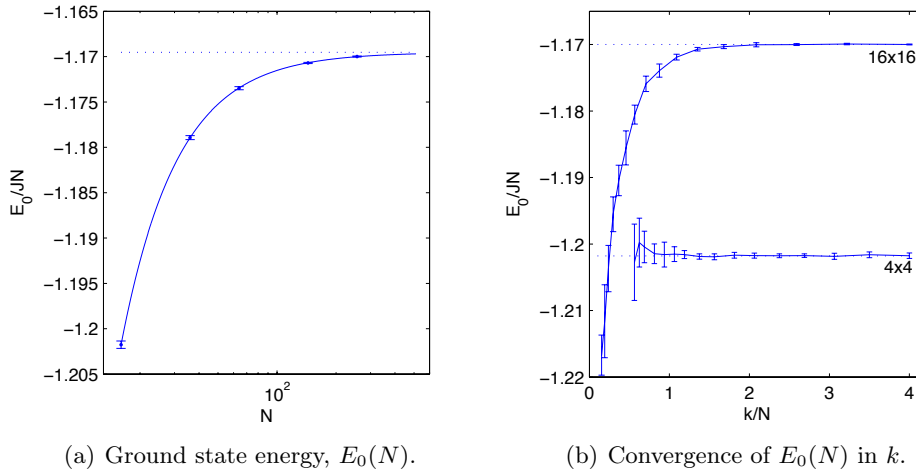 −1.165
−1.17
−1.175
−1.18
−1.185
−1.19
−1.195
−1.2
−1.205
E₀/JN
10²
N
−1.17
−1.18
−1.19
−1.2
−1.21
−1.22
E₀/JN
16x16
4x4
0 1 2 3 4
k/N
(a) Ground state energy, E₀(N).
(b) Convergence of E₀(N) in k.